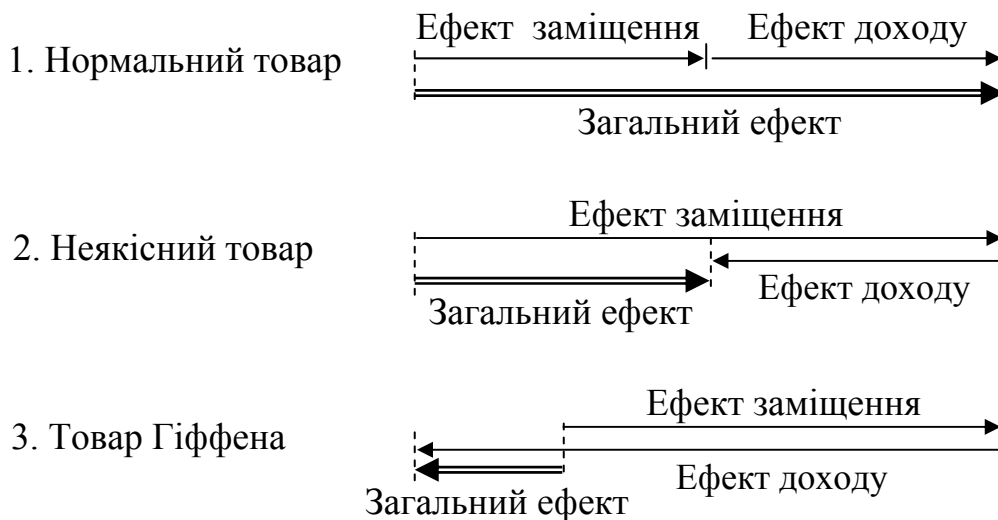 Ефект заміщення Ефект доходу
1. Нормальний товар
Загальний ефект
Ефект заміщення
2. Неякісний товар
Ефект доходу
Загальний ефект
Ефект заміщення
3. Товар Гіффена
Ефект доходу
Загальний ефект